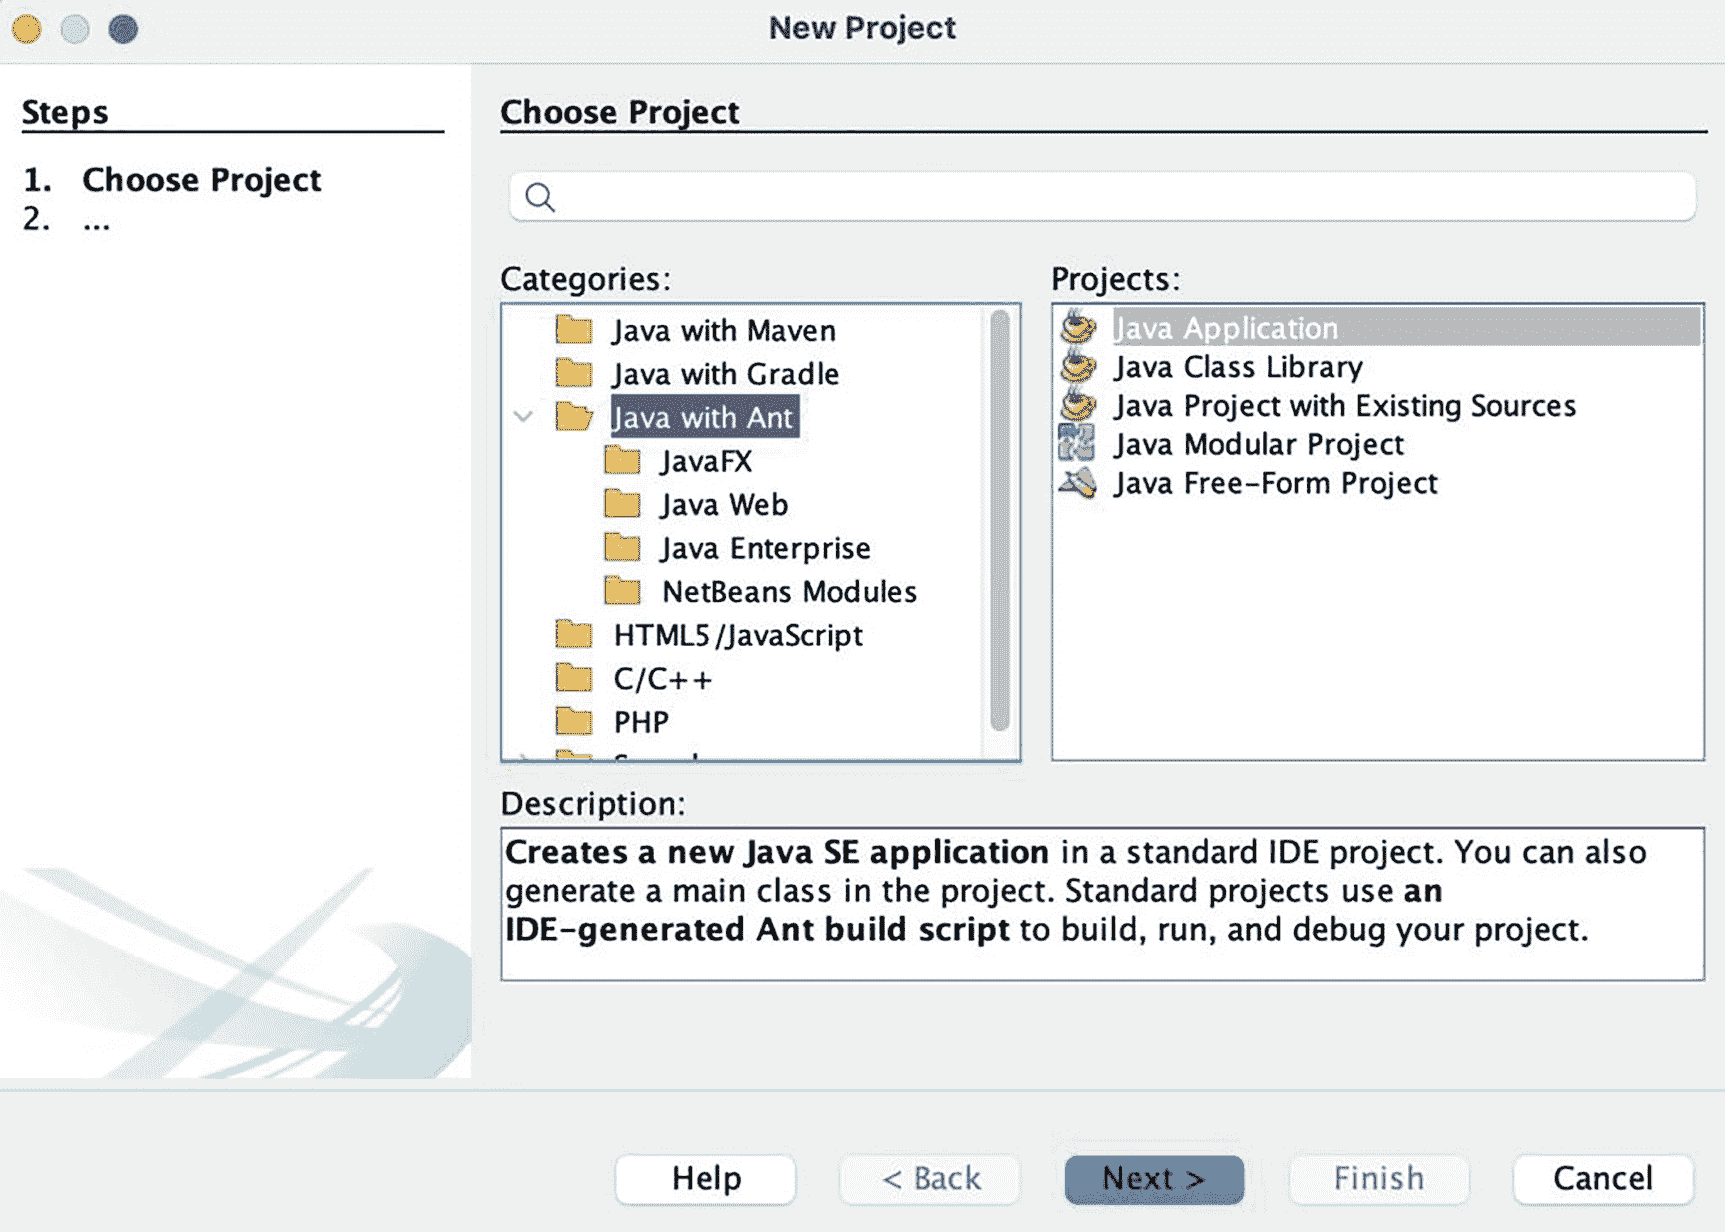 New Project
Steps
1. Choose Project
2. ...
Choose Project
Categories:
Java with Maven
Java with Gradle
Java with Ant
JavaFX
Java Web
Java Enterprise
NetBeans Modules
HTML5/JavaScript
C/C++
PHP
Projects:
Java Application
Java Class Library
Java Project with Existing Sources
Java Modular Project
Java Free-Form Project
Description:
Creates a new Java SE application in a standard IDE project. You can also
generate a main class in the project. Standard projects use an
IDE-generated Ant build script to build, run, and debug your project.
Help
< Back
Next >
Finish
Cancel